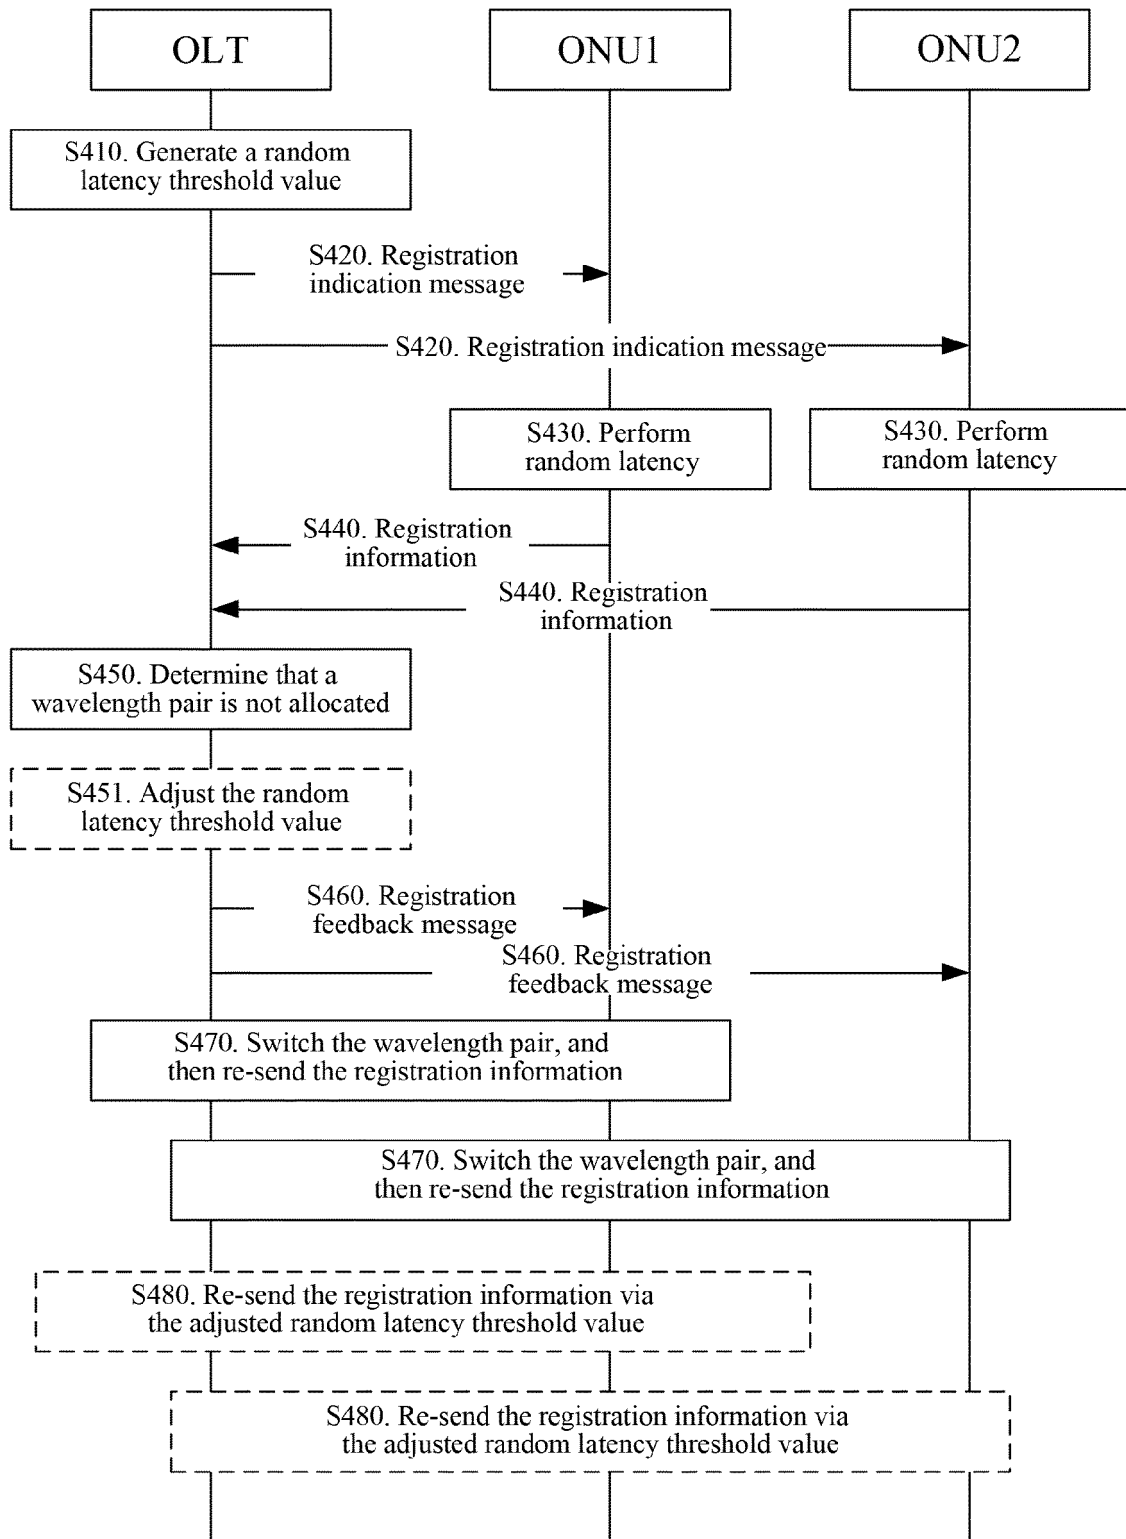 OLT
ONU1
ONU2
S410. Generate a random
latency threshold value
S420. Registration
indication message
S420. Registration indication message
S430. Perform
random latency
S430. Perform
random latency
S440. Registration
information
S440. Registration
information
S450. Determine that a
wavelength pair is not allocated
S451. Adjust the random
latency threshold value
S460. Registration
feedback message
S460. Registration
feedback message
S470. Switch the wavelength pair, and
then re-send the registration information
S470. Switch the wavelength pair, and
then re-send the registration information
S480. Re-send the registration information via
the adjusted random latency threshold value
S480. Re-send the registration information via
the adjusted random latency threshold value